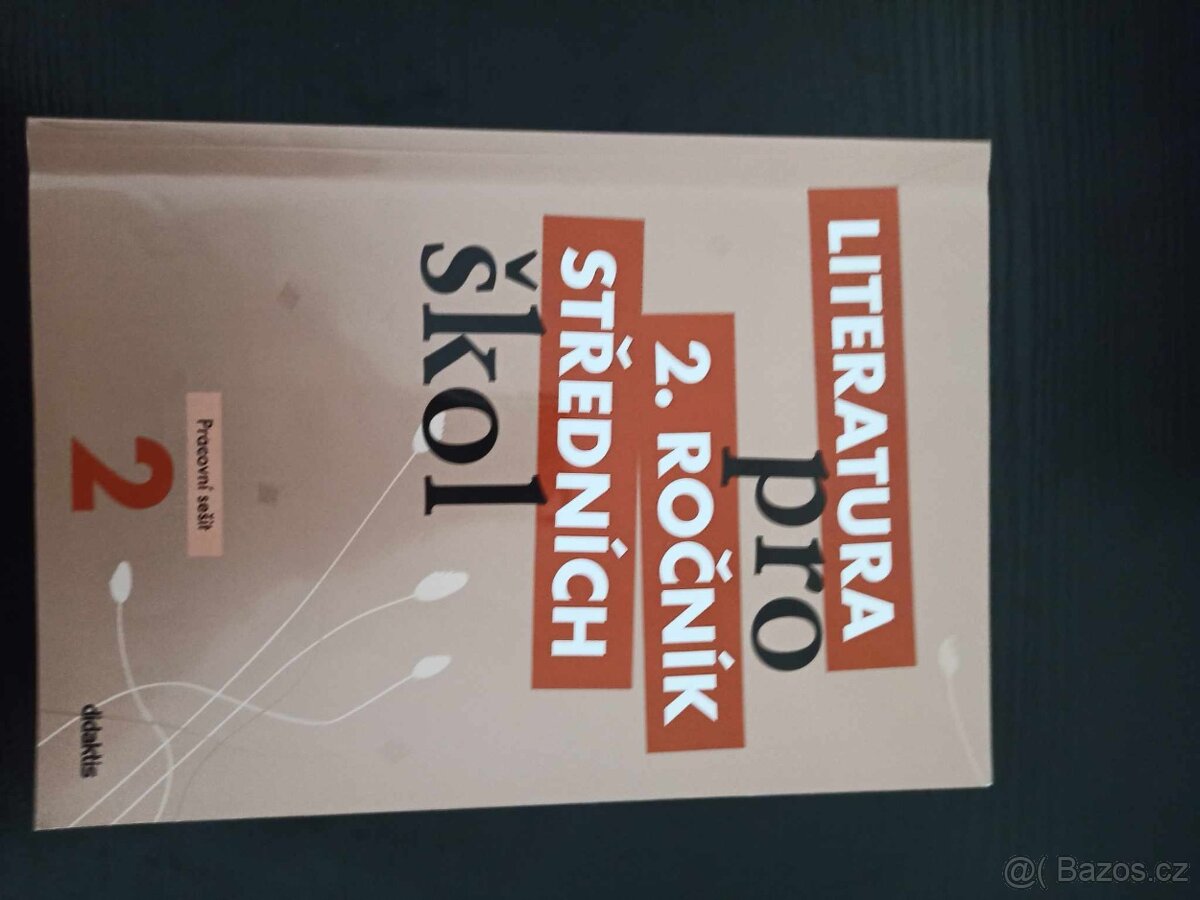 LITERATURA
pro
2. ROČNÍK
STŘEDNÍCH
škol
Pracovní sešit
2
didaktis
@( Bazos.cz